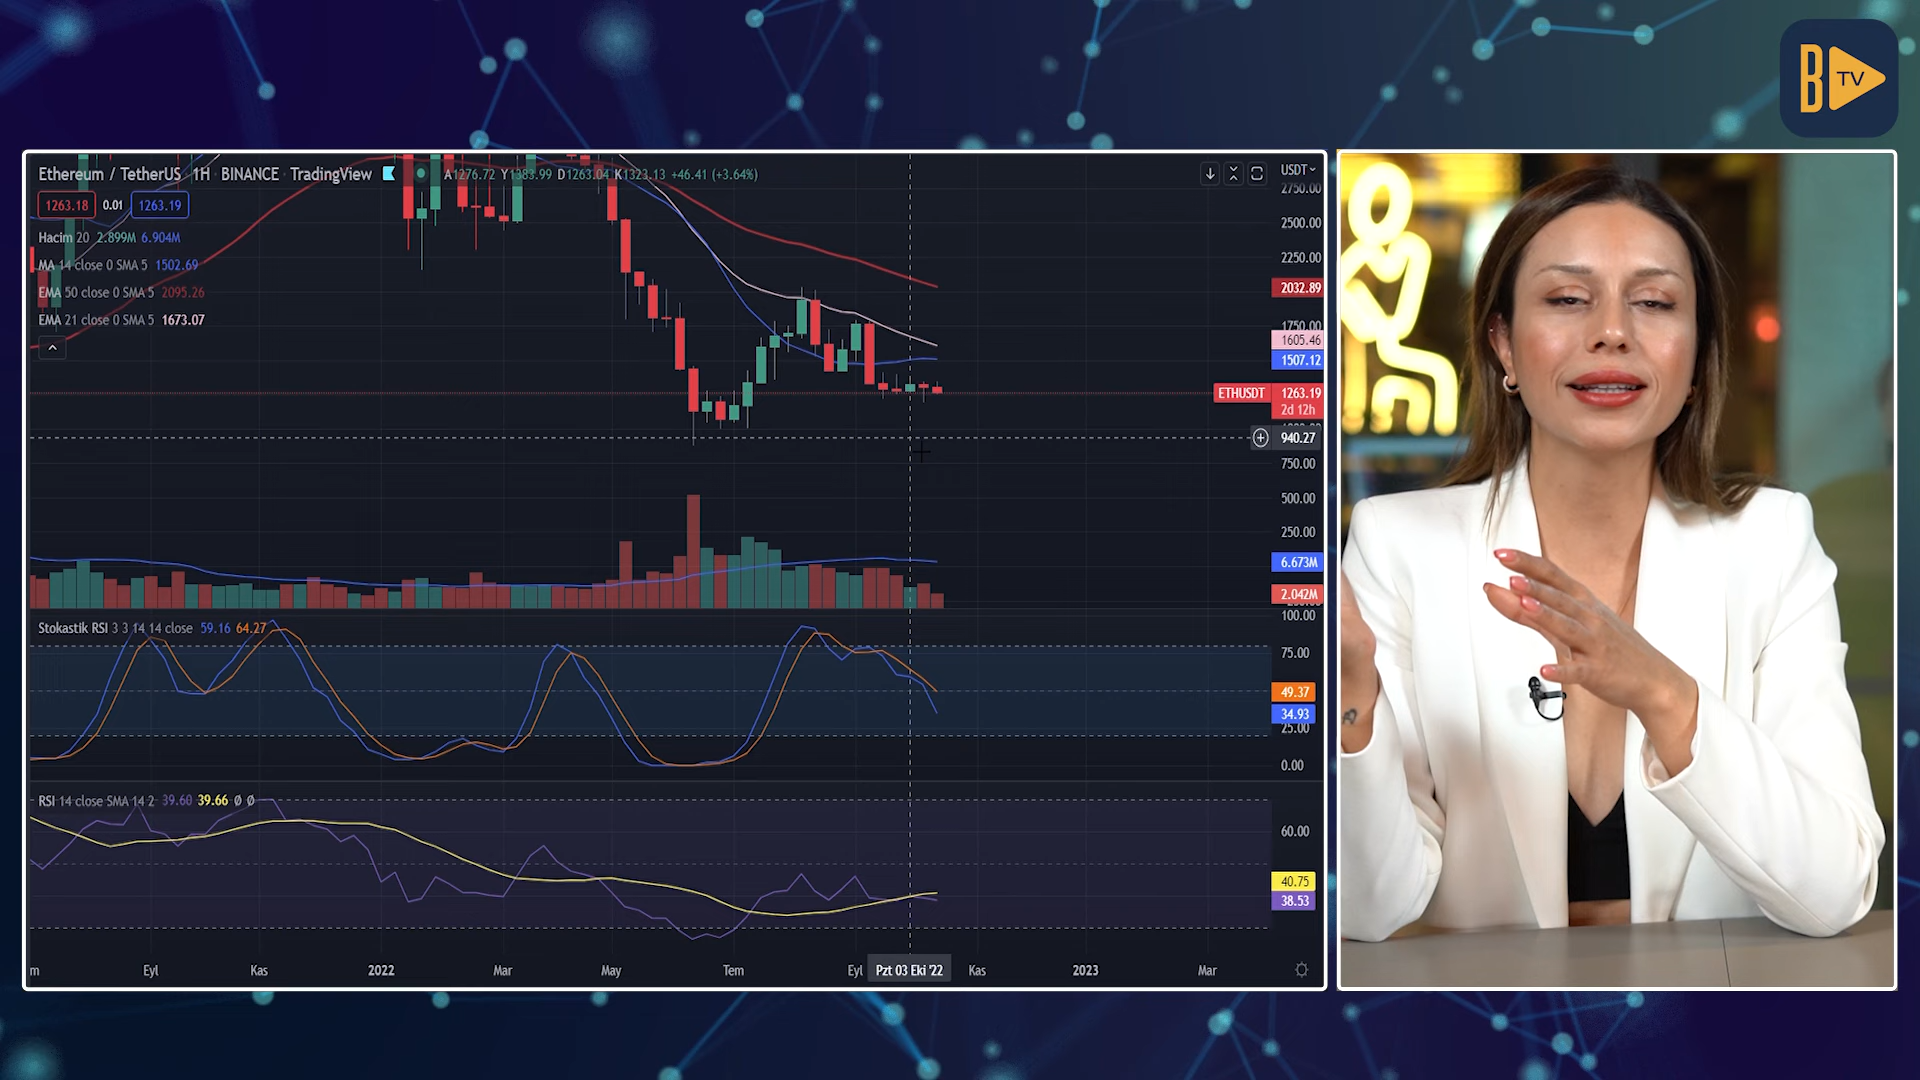 B TV
Ethereum / TetherUS · 1H · BINANCE · TradingView
A1276.72 Y1383.99 D1263.04 K1323.13 +46.41 (+3.64%)
USDT
1263.18 0.01 1263.19
Hacim 20 2.899M 6.904M
MA 14 close 0 SMA 5 1502.69
EMA 50 close 0 SMA 5 2095.26
EMA 21 close 0 SMA 5 1673.07
2750.00
2500.00
2250.00
2032.89
1750.00
1605.46
1507.12
ETHUSDT 1263.19
2d 12h
940.27
750.00
500.00
250.00
6.673M
2.042M
100.00
Stokastik RSI 3 3 14 14 close 59.16 64.27
75.00
49.37
34.93
25.00
0.00
RSI 14 close SMA 14 2 39.60 39.66 Ø Ø
60.00
40.75
38.53
m Eyl Kas 2022 Mar May Tem Eyl Pzt 03 Eki '22 Kas 2023 Mar